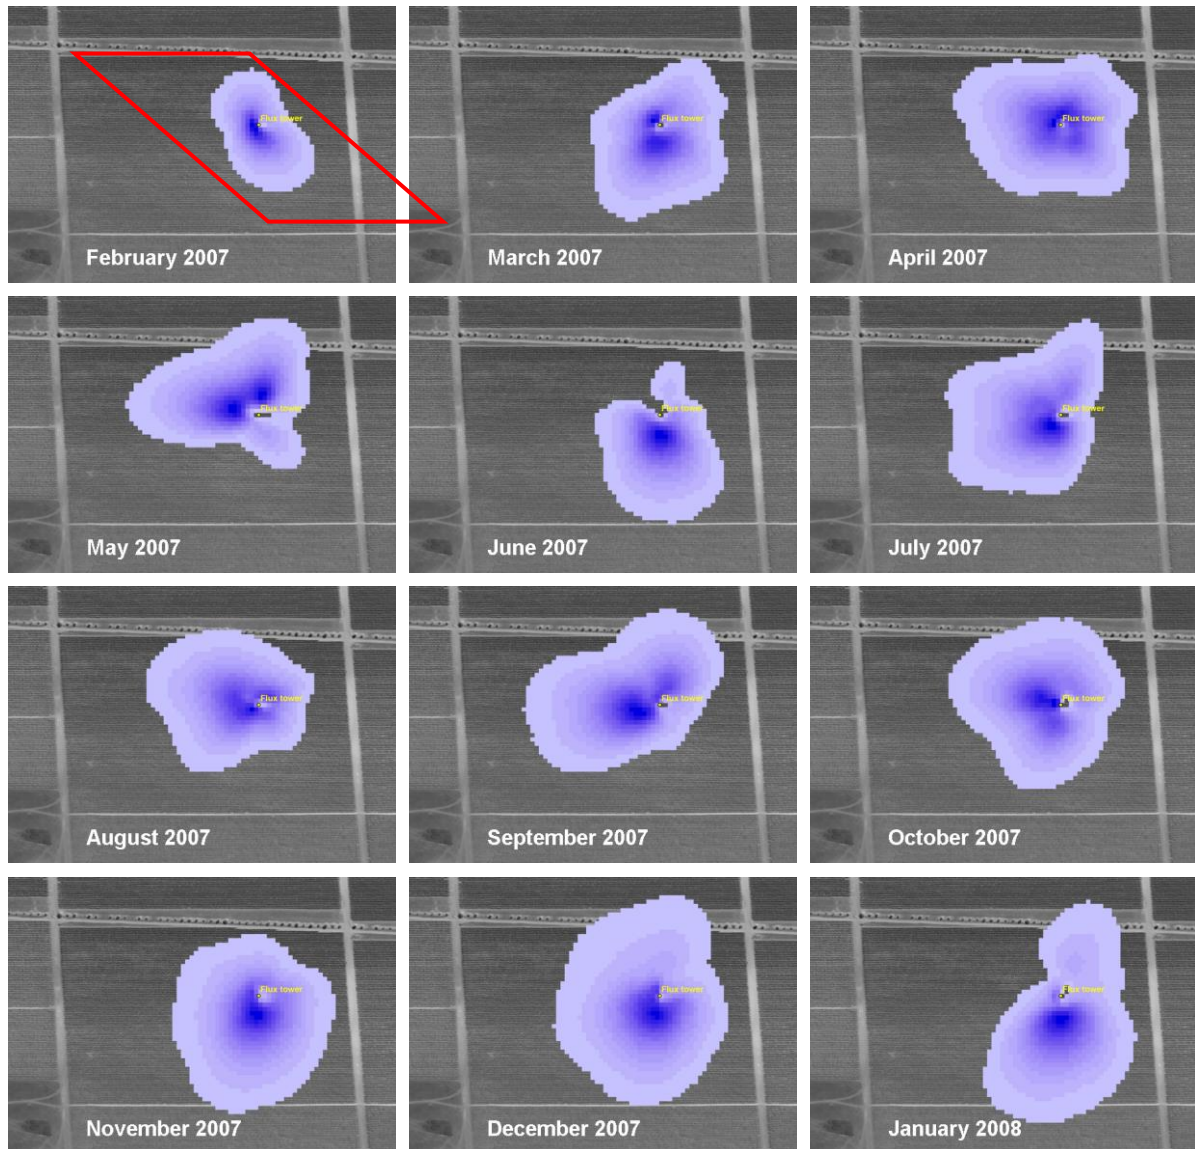 Flux tower
Flux tower
Flux tower
February 2007
March 2007
April 2007
Flux tower
Flux tower
Flux tower
May 2007
June 2007
July 2007
Flux tower
Flux tower
Flux tower
August 2007
September 2007
October 2007
Flux tower
Flux tower
Flux tower
November 2007
December 2007
January 2008